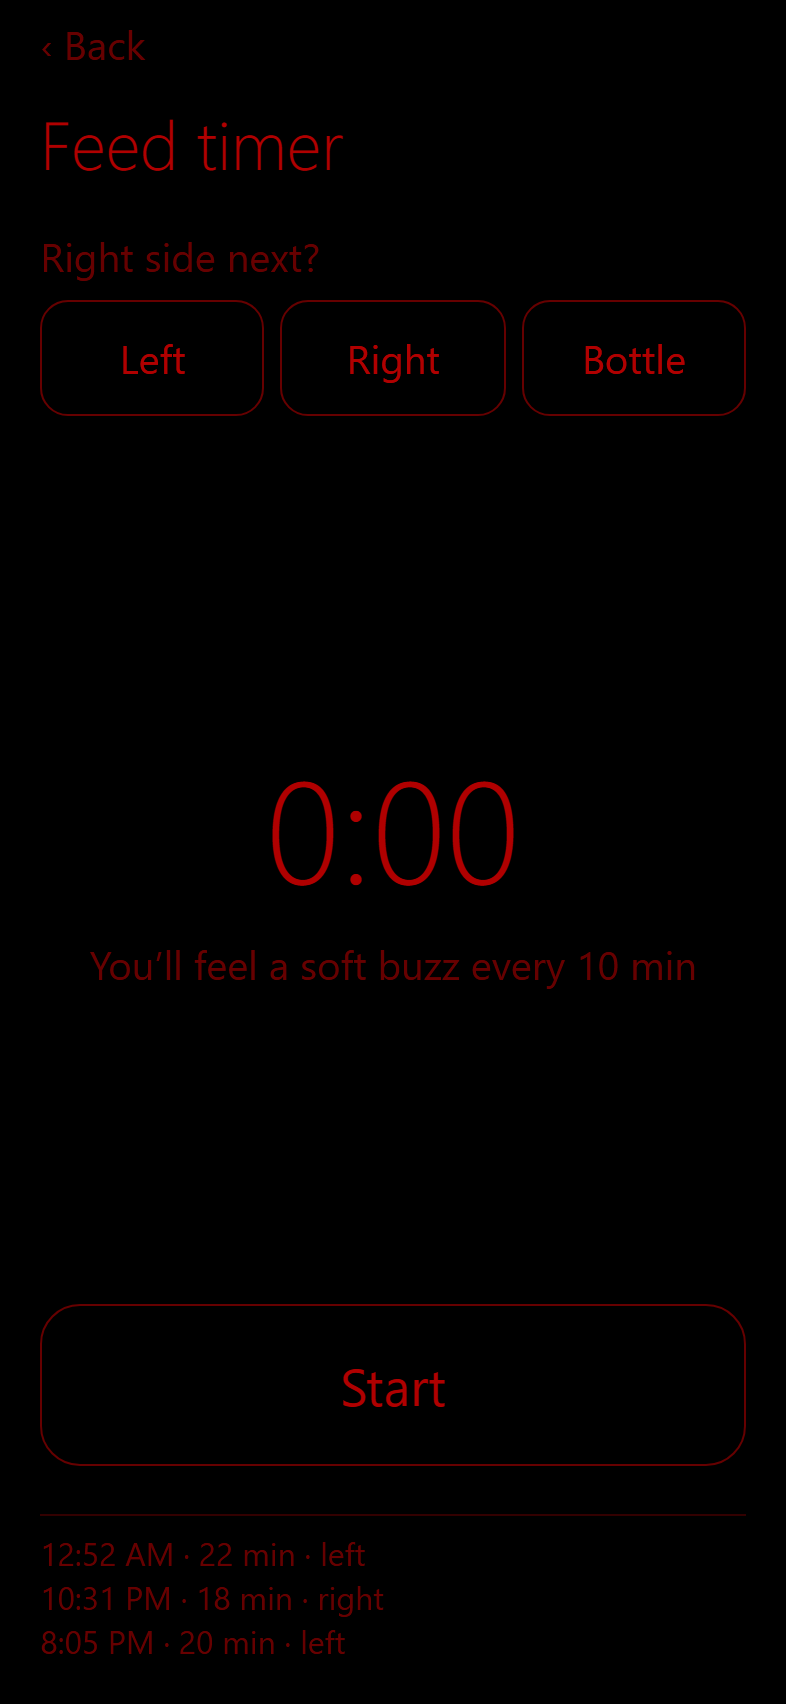 ‹ Back
Feed timer
Right side next?
Left Right Bottle
0:00
You’ll feel a soft buzz every 10 min
Start
12:52 AM · 22 min · left
10:31 PM · 18 min · right
8:05 PM · 20 min · left